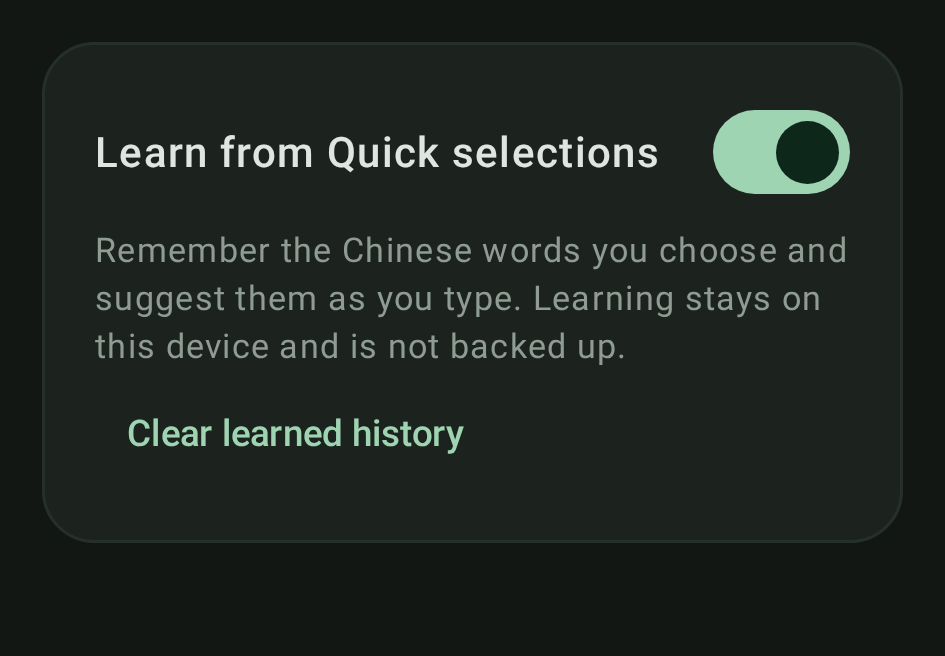 Learn from Quick selections
Remember the Chinese words you choose and
suggest them as you type. Learning stays on
this device and is not backed up.
Clear learned history